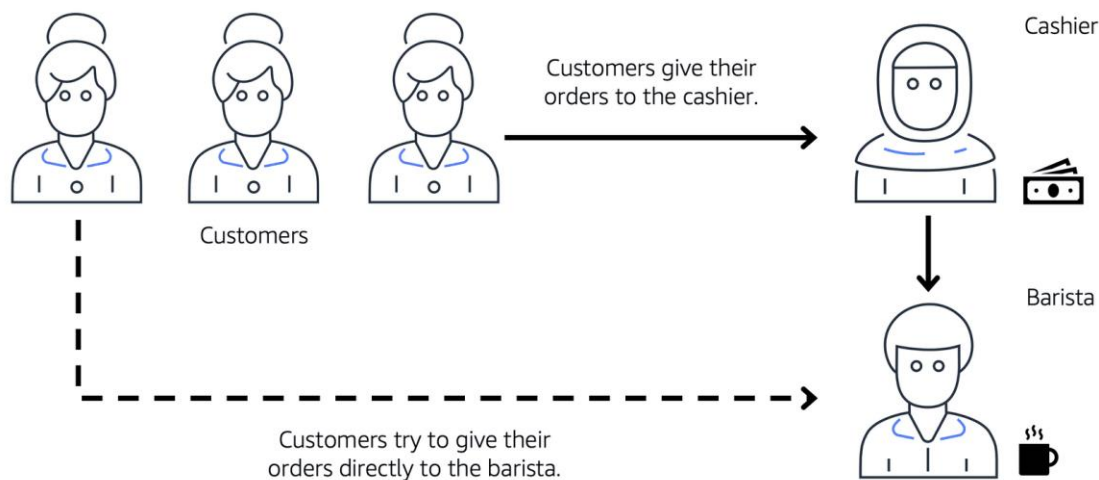 Cashier
Customers give their
orders to the cashier.
Customers
Barista
Customers try to give their
orders directly to the barista.